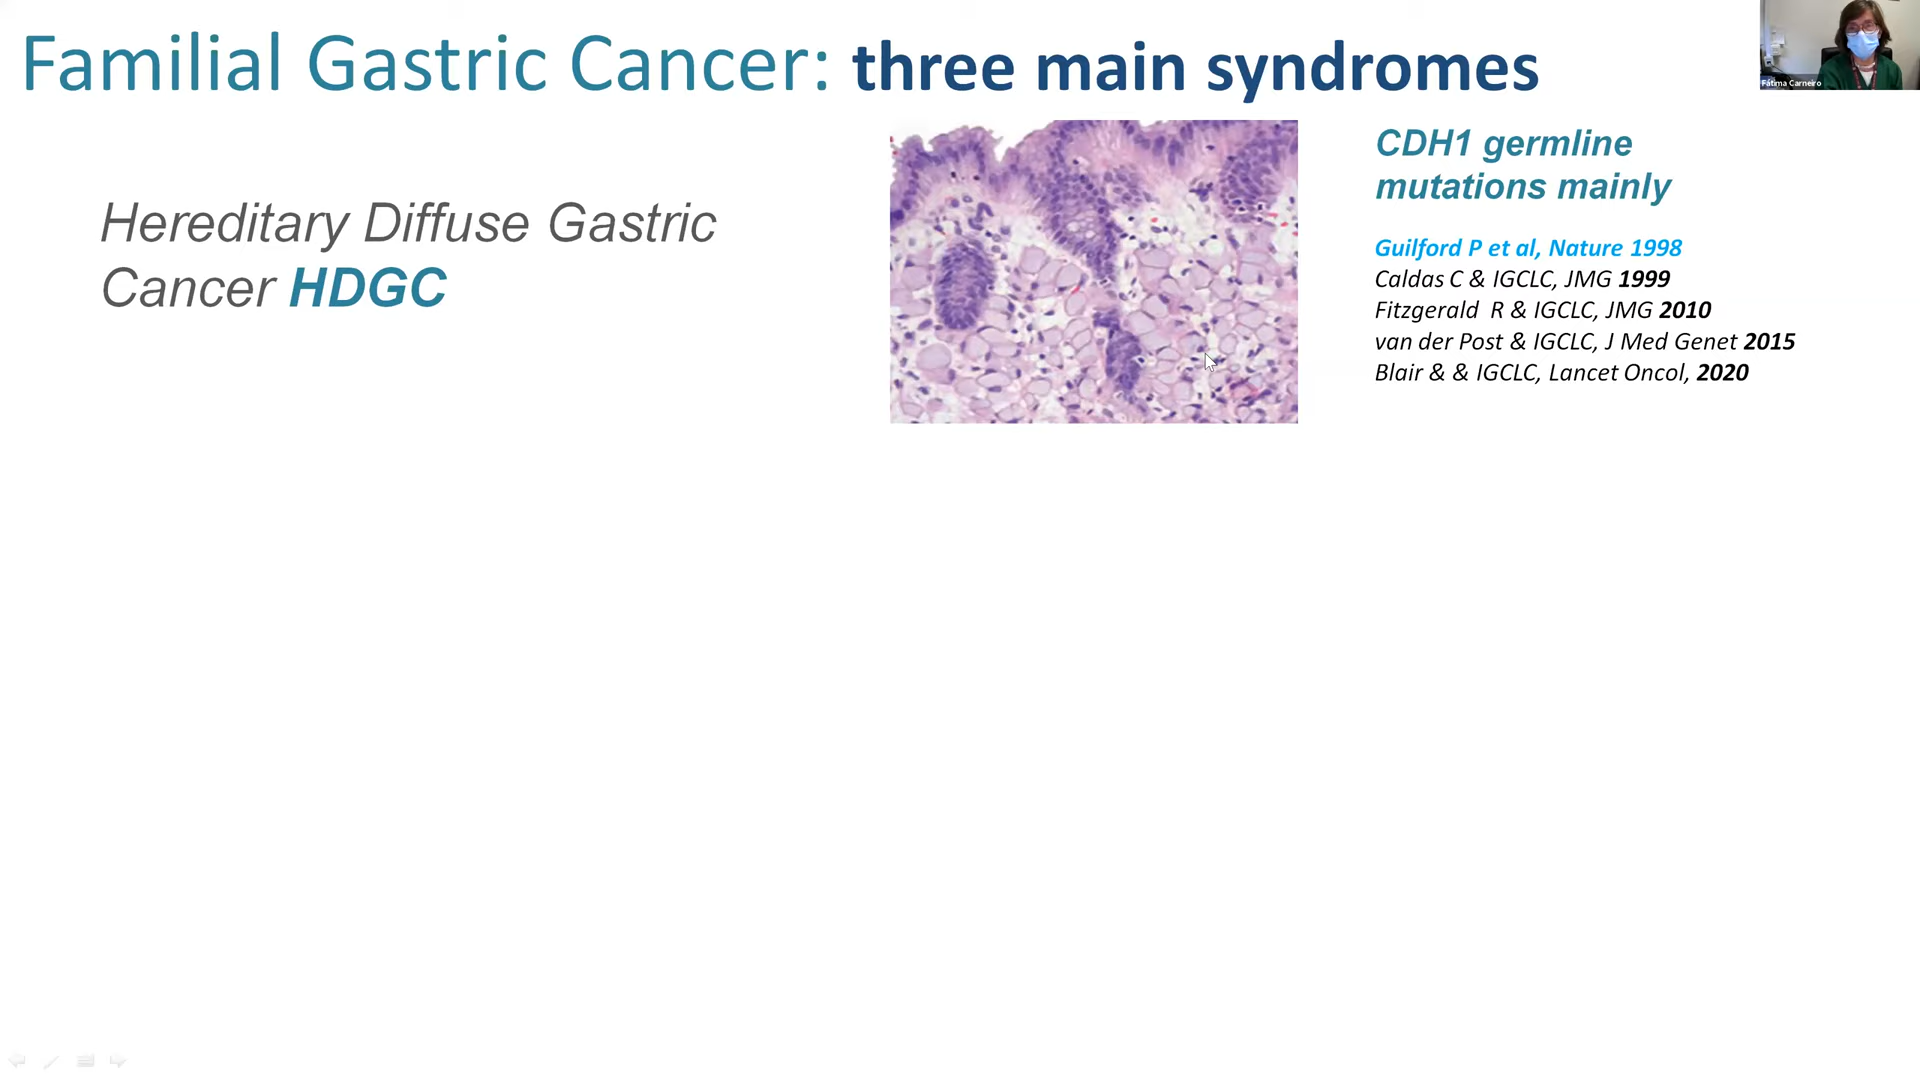 Familial Gastric Cancer: three main syndromes
Fátima Carneiro
Hereditary Diffuse Gastric
Cancer HDGC
CDH1 germline
mutations mainly
Guilford P et al, Nature 1998
Caldas C & IGCLC, JMG 1999
Fitzgerald R & IGCLC, JMG 2010
van der Post & IGCLC, J Med Genet 2015
Blair & & IGCLC, Lancet Oncol, 2020